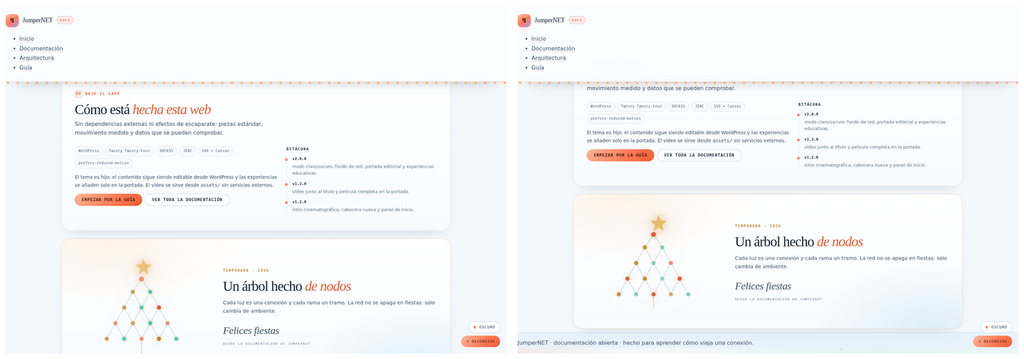 JumperNET
Inicio
Documentación
Arquitectura
Guía
BAJO EL CAPÓ
Cómo está hecha esta web
Sin dependencias externas ni efectos de escaparate: piezas estándar,
movimiento medido y datos que se pueden comprobar.
WordPress
Twenty Twenty-Four
SOCKIO
SVG + Canvas
prefers-reduced-motion
El tema es hijo: el contenido sigue siendo editable desde WordPress y las experiencias
se añaden solo en la portada. El vídeo se sirve desde assets/ sin servicios externos.
EMPEZAR POR LA GUÍA
VER TODA LA DOCUMENTACIÓN
BITÁCORA
v2.0.0
modo claro/oscuro, fondo de red, portada editorial y experiencias
educativas.
v1.3.0
vídeo junto al título y película completa en la portada.
v1.2.0
intro cinematográfica, cabecera nueva y panel de inicio.
TEMPORADA · 2026
Un árbol hecho de nodos
Cada luz es una conexión y cada rama un tramo. La red no se apaga en fiestas: solo
cambia de ambiente.
Felices fiestas
DESDE LA DOCUMENTACIÓN DE JUMPERNET
OSCURO
RECORRIDO
JumperNET
Inicio
Documentación
Arquitectura
Guía
movimiento medido y datos que se pueden comprobar.
WordPress
Twenty Twenty-Four
SOCKIO
SVG + Canvas
prefers-reduced-motion
El tema es hijo: el contenido sigue siendo editable desde WordPress y las experiencias
se añaden solo en la portada. El vídeo se sirve desde assets/ sin servicios externos.
EMPEZAR POR LA GUÍA
VER TODA LA DOCUMENTACIÓN
BITÁCORA
v2.0.0
modo claro/oscuro, fondo de red, portada editorial y experiencias
educativas.
v1.3.0
vídeo junto al título y película completa en la portada.
v1.2.0
intro cinematográfica, cabecera nueva y panel de inicio.
TEMPORADA · 2026
Un árbol hecho de nodos
Cada luz es una conexión y cada rama un tramo. La red no se apaga en fiestas: solo
cambia de ambiente.
Felices fiestas
DESDE LA DOCUMENTACIÓN DE JUMPERNET
OSCURO
RECORRIDO
JumperNET · documentación abierta · hecho para aprender cómo viaja una conexión.